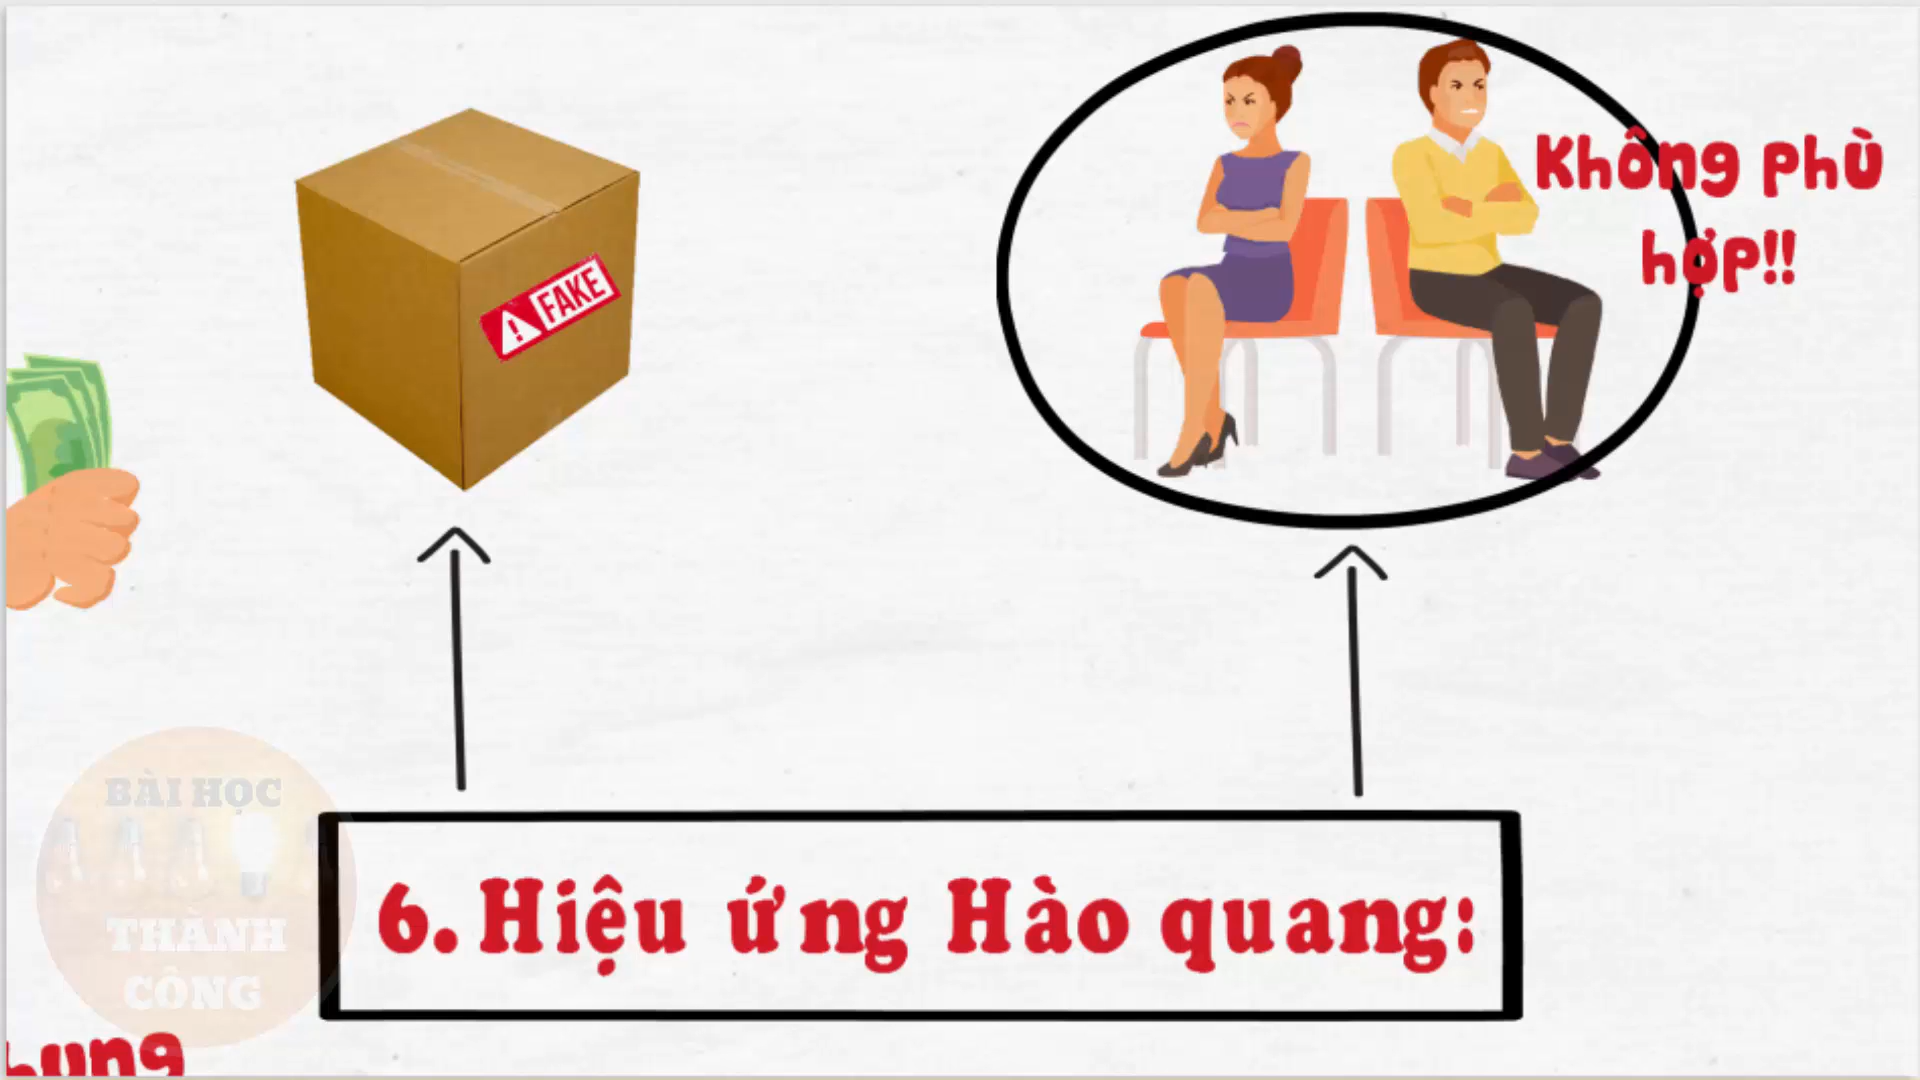 Không phù
hợp!!
FAKE
BÀI HỌC
THÀNH
CÔNG
6. Hiệu ứng Hào quang: